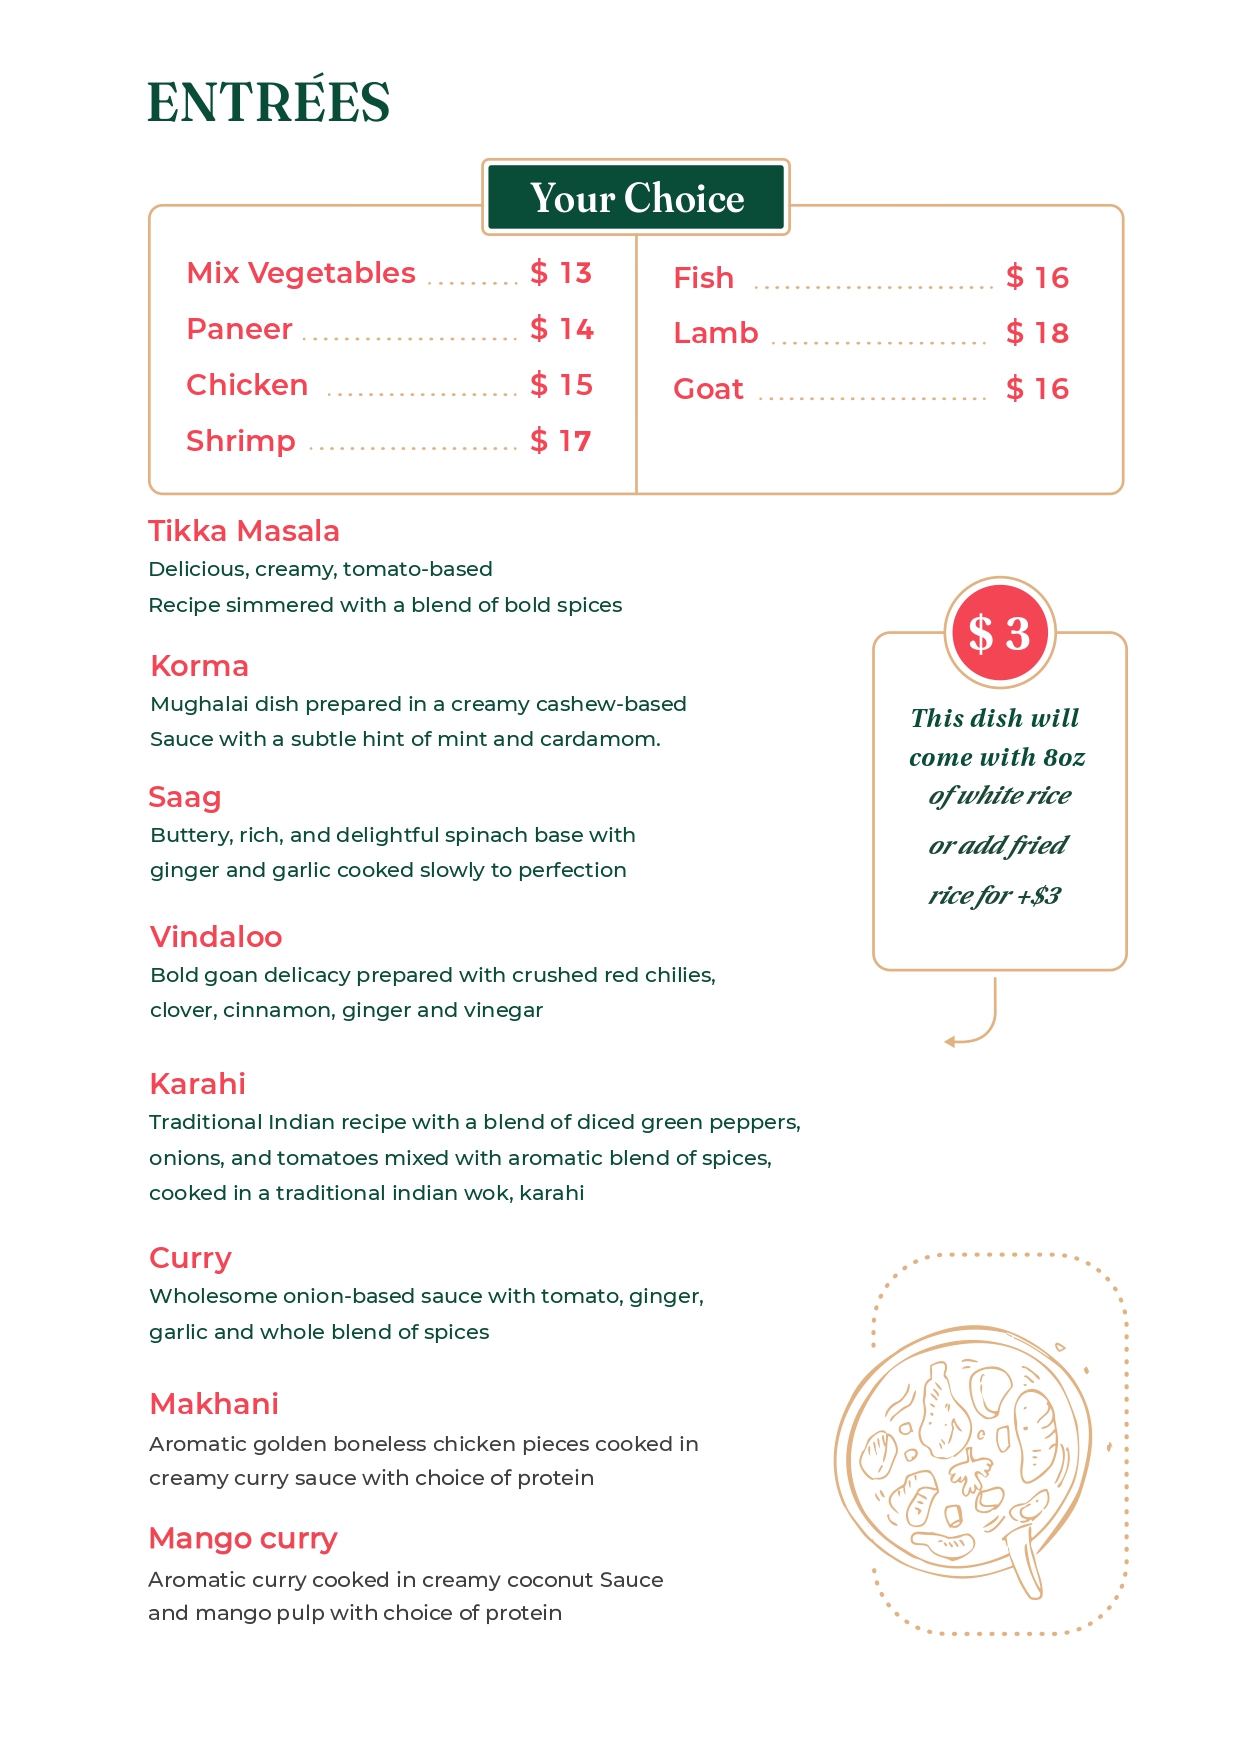 ENTRÉES
Your Choice
Mix Vegetables ........... $ 13
Paneer ........................ $ 14
Chicken ..................... $ 15
Shrimp ....................... $ 17
Fish .......................... $ 16
Lamb ....................... $ 18
Goat ......................... $ 16
Tikka Masala
Delicious, creamy, tomato-based
Recipe simmered with a blend of bold spices
Korma
Mughalai dish prepared in a creamy cashew-based
Sauce with a subtle hint of mint and cardamom.
Saag
Buttery, rich, and delightful spinach base with
ginger and garlic cooked slowly to perfection
Vindaloo
Bold goan delicacy prepared with crushed red chilies,
clover, cinnamon, ginger and vinegar
Karahi
Traditional Indian recipe with a blend of diced green peppers,
onions, and tomatoes mixed with aromatic blend of spices,
cooked in a traditional indian wok, karahi
Curry
Wholesome onion-based sauce with tomato, ginger,
garlic and whole blend of spices
Makhani
Aromatic golden boneless chicken pieces cooked in
creamy curry sauce with choice of protein
Mango curry
Aromatic curry cooked in creamy coconut Sauce
and mango pulp with choice of protein
$ 3
This dish will
come with 8oz
of white rice
or add fried
rice for +$3